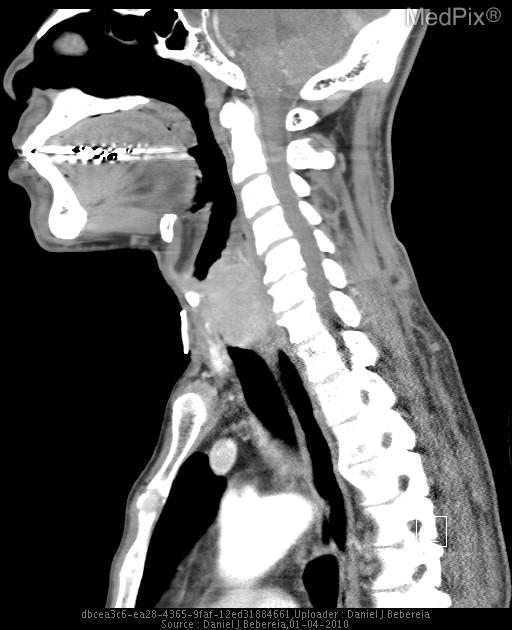 MedPix®
dbcea3c6-ea28-4365-9faf-12ed31884661,Uploader : Daniel J Bebereia
Source : Daniel J Bebereia,01-04-2010